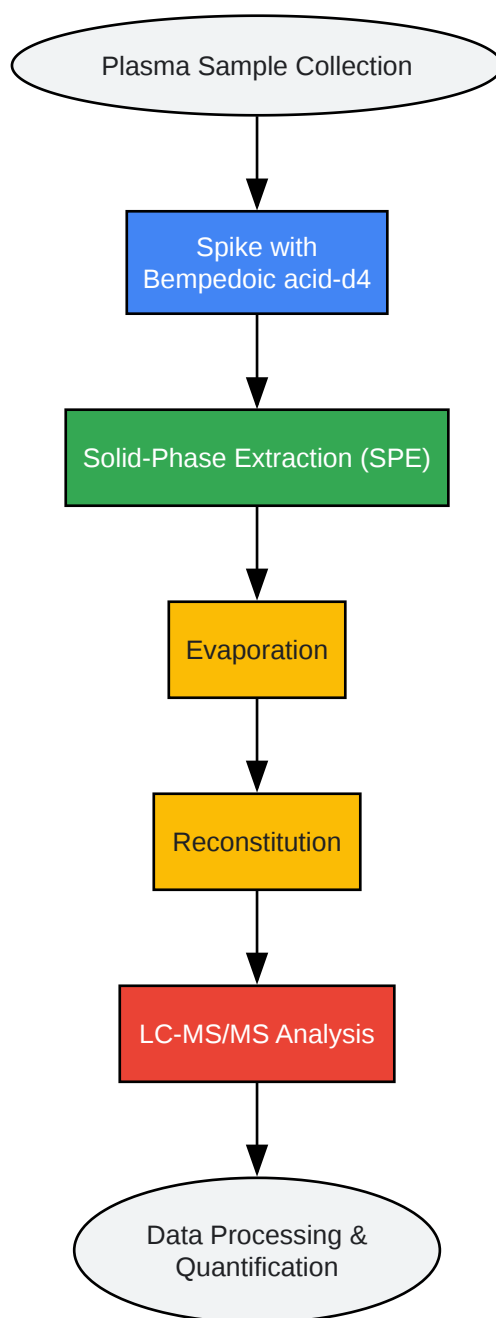 Plasma Sample Collection
Spike with
Bempedoic acid-d4
Solid-Phase Extraction (SPE)
Evaporation
Reconstitution
LC-MS/MS Analysis
Data Processing &
Quantification